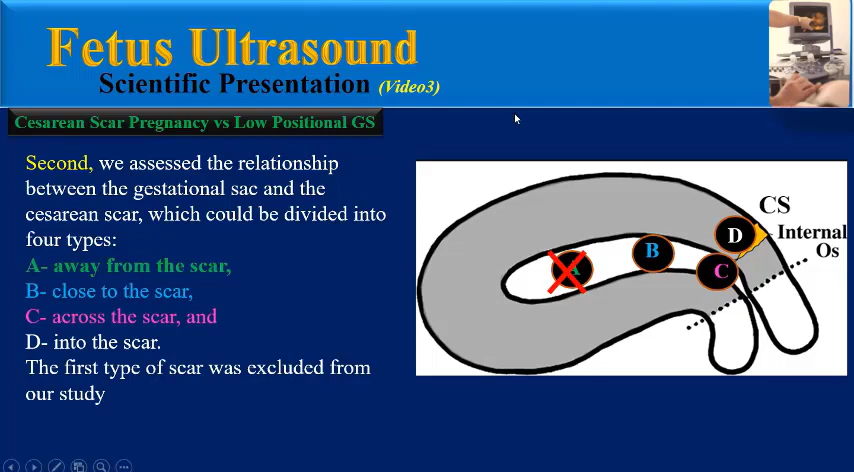 Fetus Ultrasound
Scientific Presentation (Video3)
Cesarean Scar Pregnancy vs Low Positional GS
Second, we assessed the relationship
between the gestational sac and the
cesarean scar, which could be divided into
four types:
A- away from the scar,
B- close to the scar,
C- across the scar, and
D- into the scar.
The first type of scar was excluded from
our study
CS
Internal
Os
A
B
C
D